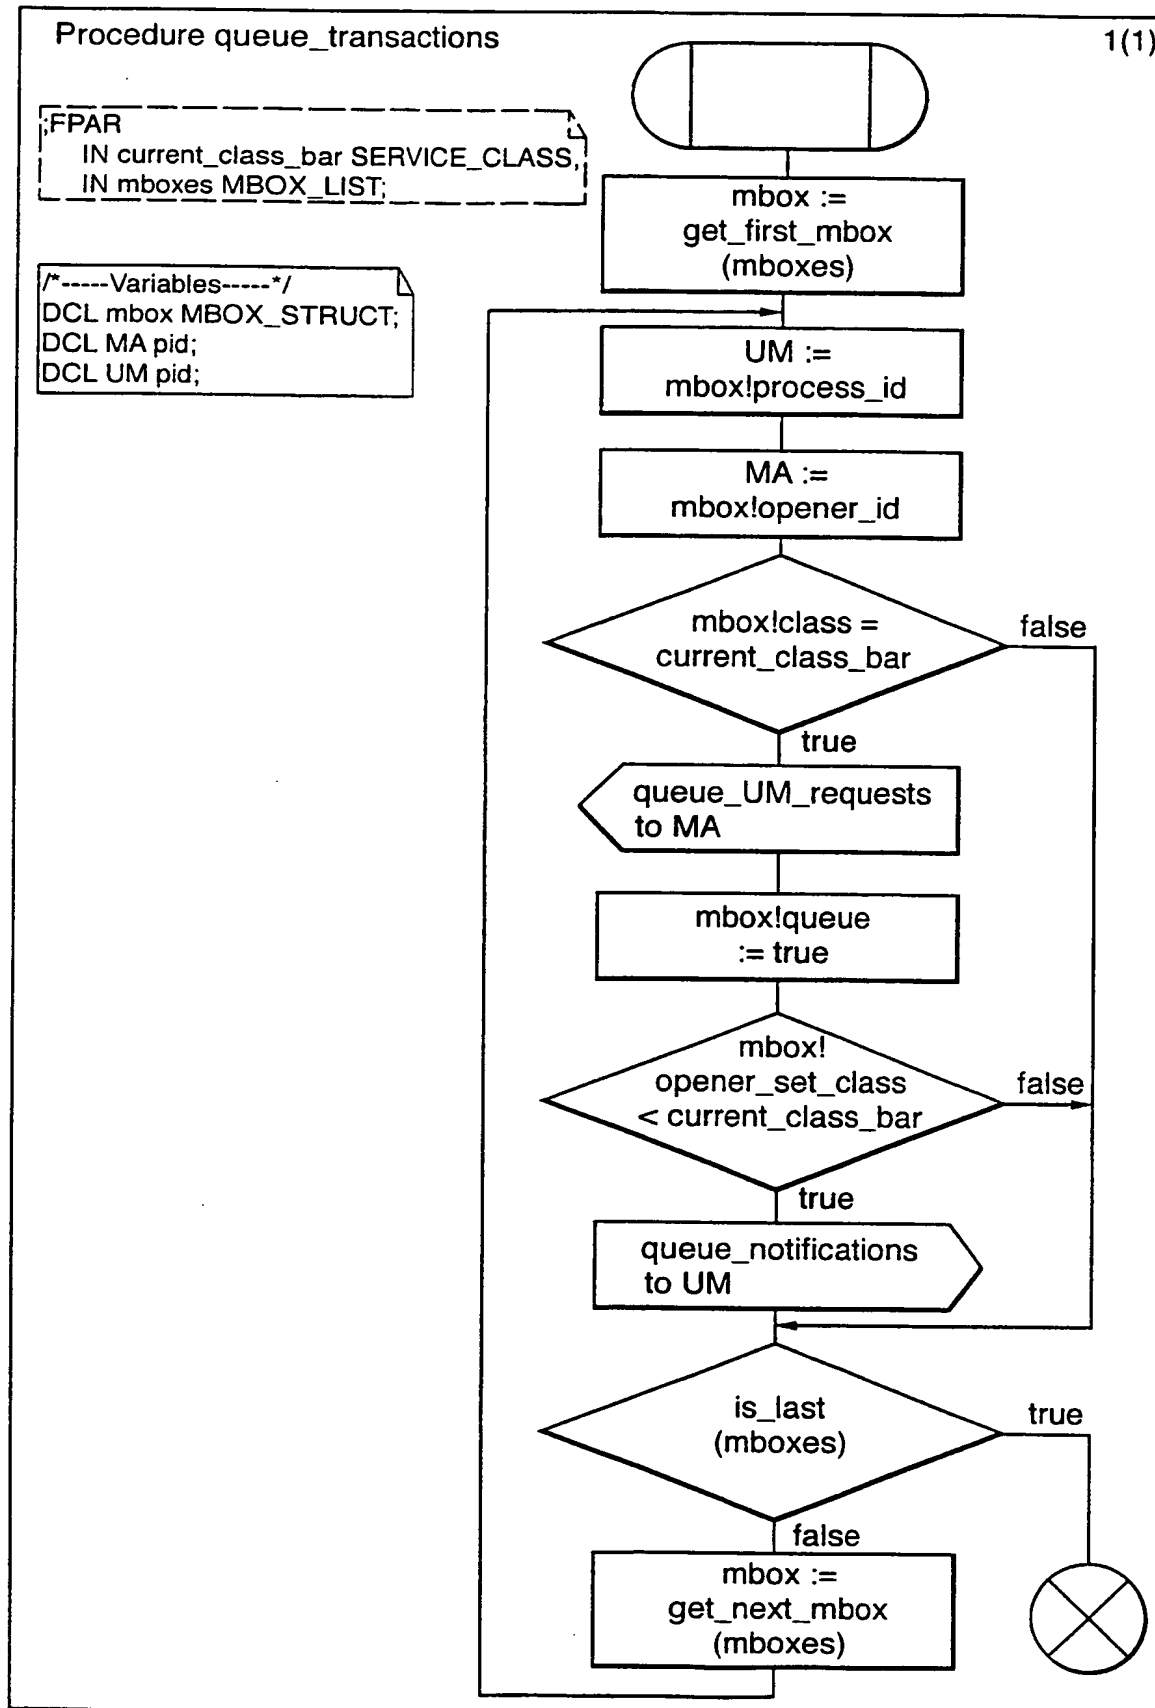 Procedure queue_transactions
1(1)
;FPAR
IN current_class_bar SERVICE_CLASS,
IN mboxes MBOX_LIST;
/*-----Variables-----*/
DCL mbox MBOX_STRUCT;
DCL MA pid;
DCL UM pid;
mbox :=
get_first_mbox
(mboxes)
UM :=
mbox!process_id
MA :=
mbox!opener_id
mbox!class =
current_class_bar
false
true
queue_UM_requests
to MA
mbox!queue
:= true
mbox!
opener_set_class
< current_class_bar
false
true
queue_notifications
to UM
is_last
(mboxes)
true
false
mbox :=
get_next_mbox
(mboxes)